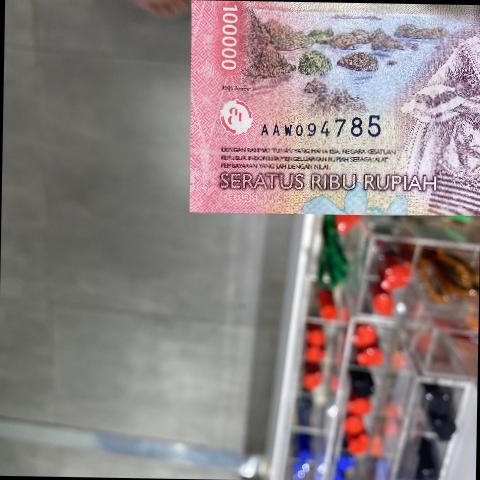 100000
AAW094785
DENGAN RAHMAT TUHAN YANG MAHA ESA, NEGARA KESATUAN
REPUBLIK INDONESIA MENGELUARKAN RUPIAH SEBAGAI ALAT
PEMBAYARAN YANG SAH DENGAN NILAI
SERATUS RIBU RUPIAH